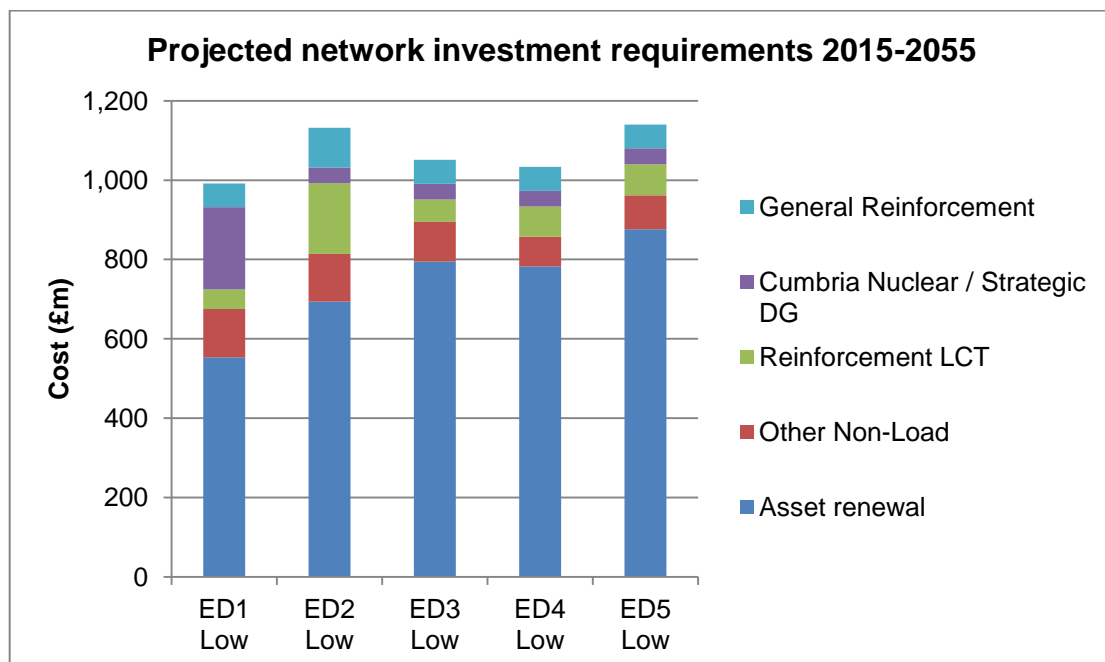 Projected network investment requirements 2015-2055
1,200
1,000
800
600
400
200
0
Cost (£m)
ED1
Low
ED2
Low
ED3
Low
ED4
Low
ED5
Low
General Reinforcement
Cumbria Nuclear / Strategic
DG
Reinforcement LCT
Other Non-Load
Asset renewal